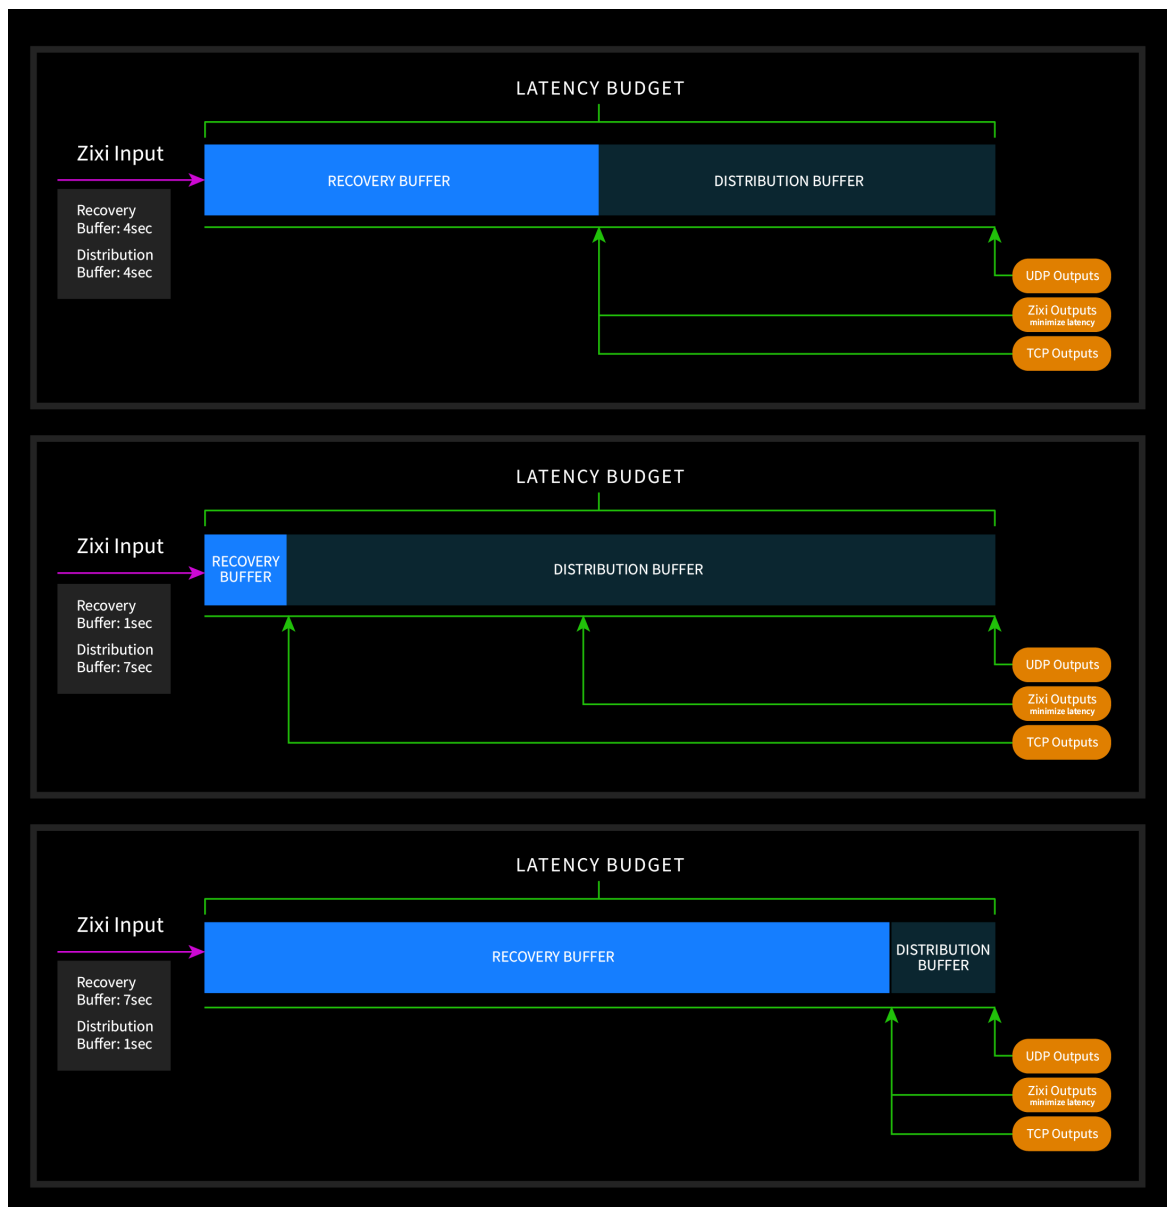 LATENCY BUDGET
Zixi Input
RECOVERY BUFFER
DISTRIBUTION BUFFER
Recovery
Buffer: 4sec
Distribution
Buffer: 4sec
UDP Outputs
Zixi Outputs
minimize latency
TCP Outputs
LATENCY BUDGET
Zixi Input
RECOVERY
BUFFER
DISTRIBUTION BUFFER
Recovery
Buffer: 1sec
Distribution
Buffer: 7sec
UDP Outputs
Zixi Outputs
minimize latency
TCP Outputs
LATENCY BUDGET
Zixi Input
RECOVERY BUFFER
DISTRIBUTION
BUFFER
Recovery
Buffer: 7sec
Distribution
Buffer: 1sec
UDP Outputs
Zixi Outputs
minimize latency
TCP Outputs